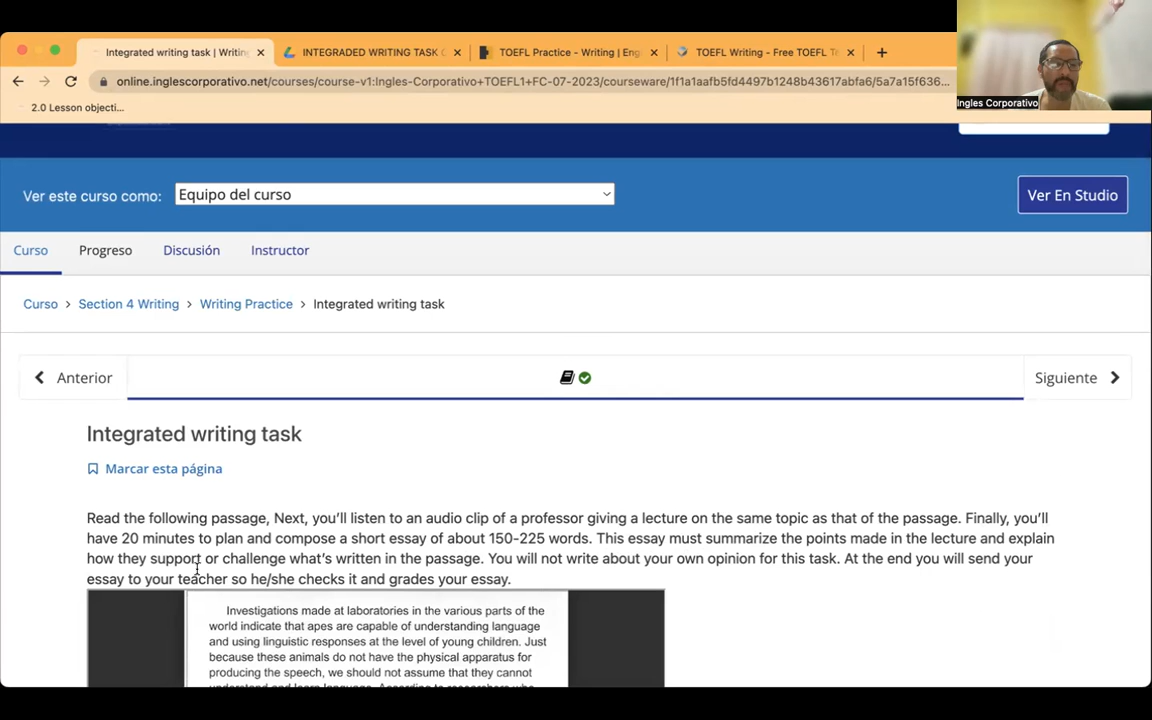 Integrated writing task | Writin
INTEGRADED WRITING TASK
TOEFL Practice - Writing | Eng
TOEFL Writing - Free TOEFL T
online.inglescorporativo.net/courses/course-v1:Ingles-Corporativo+TOEFL1+FC-07-2023/courseware/1f1a1aafb5fd4497b1248b43617abfa6/5a7a15f636...
Ingles Corporativo
2.0 Lesson objecti...
Ver este curso como:
Equipo del curso
Ver En Studio
Curso
Progreso
Discusión
Instructor
Curso > Section 4 Writing > Writing Practice > Integrated writing task
Anterior
Siguiente
Integrated writing task
Marcar esta página
Read the following passage, Next, you’ll listen to an audio clip of a professor giving a lecture on the same topic as that of the passage. Finally, you’ll
have 20 minutes to plan and compose a short essay of about 150-225 words. This essay must summarize the points made in the lecture and explain
how they support or challenge what’s written in the passage. You will not write about your own opinion for this task. At the end you will send your
essay to your teacher so he/she checks it and grades your essay.
Investigations made at laboratories in the various parts of the
world indicate that apes are capable of understanding language
and using linguistic responses at the level of young children. Just
because these animals do not have the physical apparatus for
producing the speech, we should not assume that they cannot
understand and learn language. According to researchers who